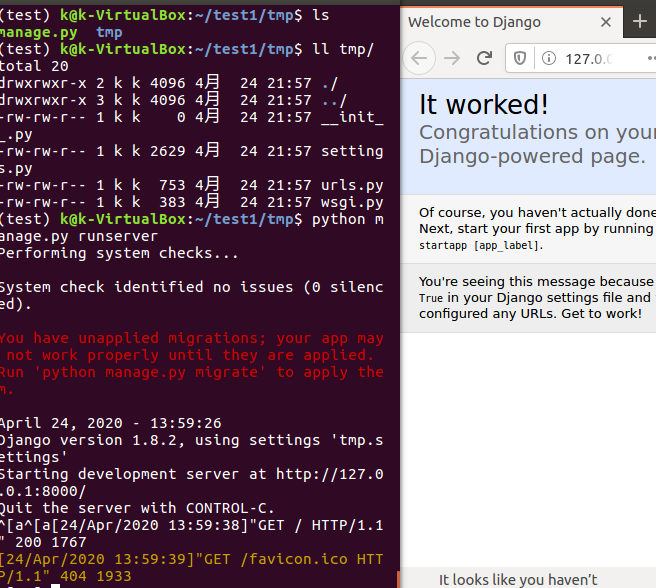 (test) k@k-VirtualBox:~/test1/tmp$ ls
manage.py  tmp
(test) k@k-VirtualBox:~/test1/tmp$ ll tmp/
total 20
drwxrwxr-x 2 k k 4096 4月  24 21:57 ./
drwxrwxr-x 3 k k 4096 4月  24 21:57 ../
-rw-rw-r-- 1 k k    0 4月  24 21:57 __init_
_.py
-rw-rw-r-- 1 k k 2629 4月  24 21:57 setting
s.py
-rw-rw-r-- 1 k k  753 4月  24 21:57 urls.py
-rw-rw-r-- 1 k k  383 4月  24 21:57 wsgi.py
(test) k@k-VirtualBox:~/test1/tmp$ python m
anage.py runserver
Performing system checks...
System check identified no issues (0 silenc
ed).
You have unapplied migrations; your app may
 not work properly until they are applied.
Run 'python manage.py migrate' to apply the
m.
April 24, 2020 - 13:59:26
Django version 1.8.2, using settings 'tmp.s
ettings'
Starting development server at http://127.0
.0.1:8000/
Quit the server with CONTROL-C.
^[a^[a[24/Apr/2020 13:59:38]"GET / HTTP/1.1
" 200 1767
[24/Apr/2020 13:59:39]"GET /favicon.ico HTT
P/1.1" 404 1933
Welcome to Django
127.0.
It worked!
Congratulations on your
Django-powered page.
Of course, you haven't actually done
Next, start your first app by running
startapp [app_label].
You're seeing this message because
True in your Django settings file and
configured any URLs. Get to work!
It looks like you haven't